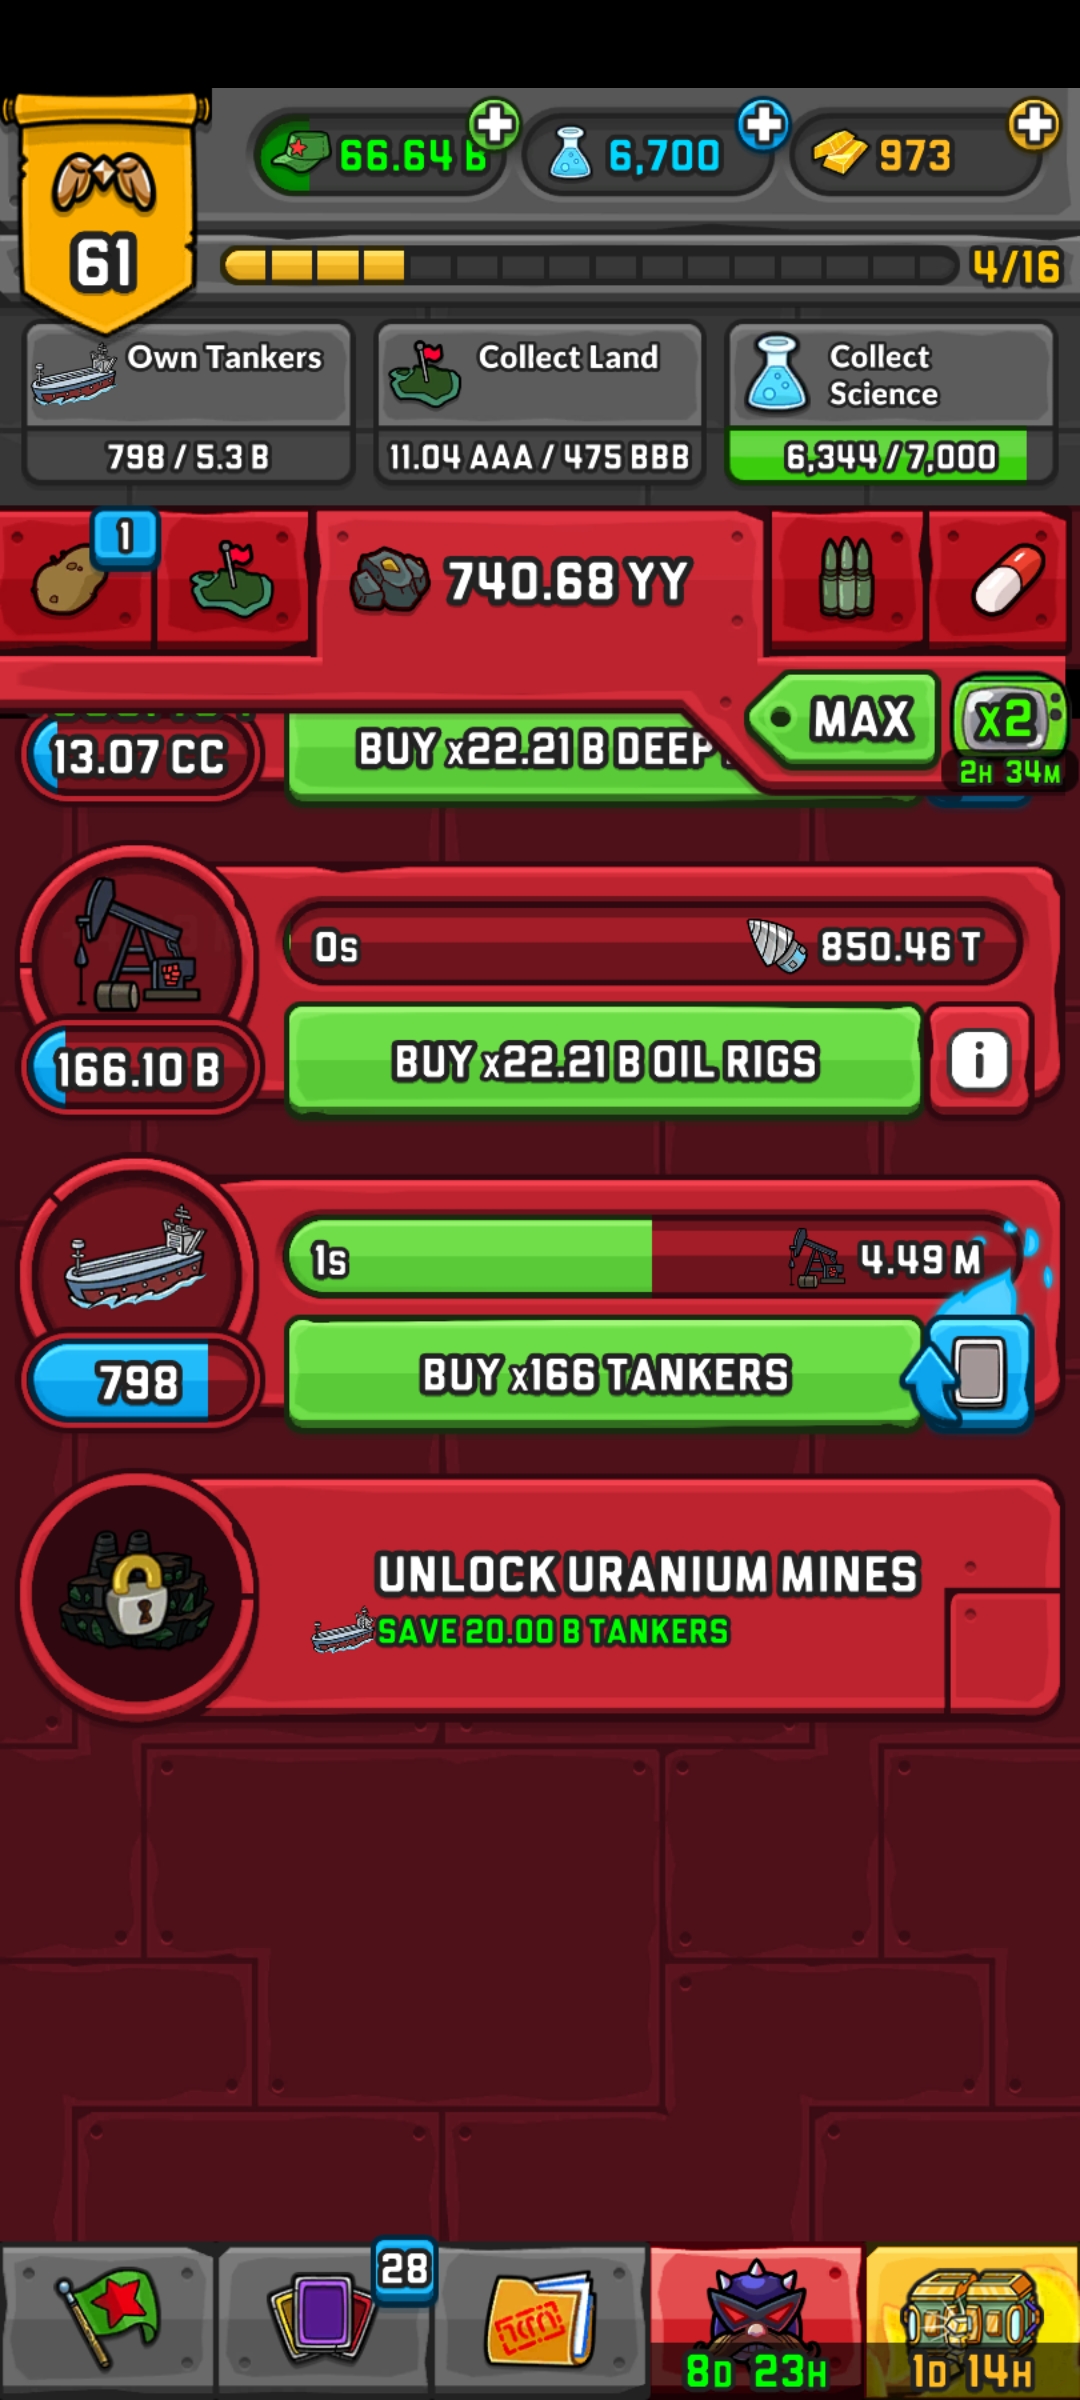 66.64 B
6,700
973
61
4/16
Own Tankers
798 / 5.3 B
Collect Land
11.04 AAA / 475 BBB
Collect
Science
6,344 / 7,000
1
740.68 YY
MAX
x2
2H 34M
13.07 CC
BUY x22.21 B DEEP
0s
850.46 T
166.10 B
BUY x22.21 B OIL RIGS
i
1s
4.49 M
798
BUY x166 TANKERS
UNLOCK URANIUM MINES
SAVE 20.00 B TANKERS
28
8D 23H
1D 14H